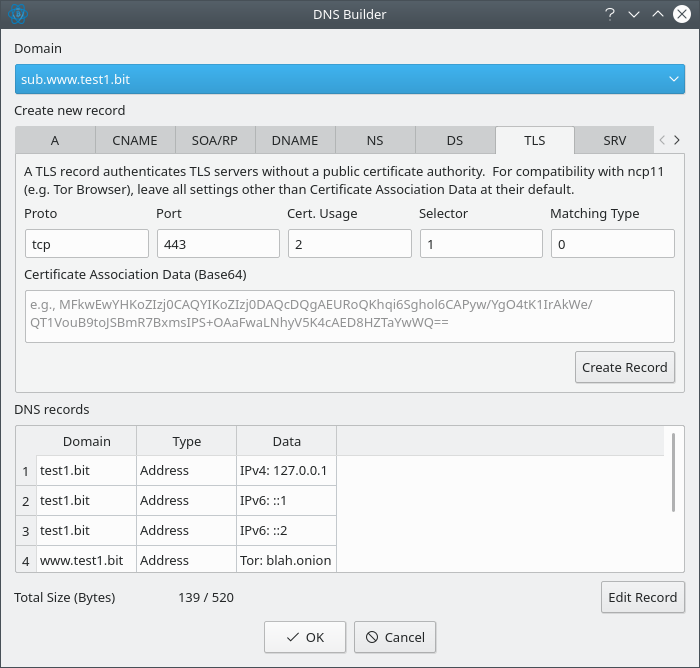 DNS Builder
Domain
sub.www.test1.bit
Create new record
A CNAME SOA/RP DNAME NS DS TLS SRV
A TLS record authenticates TLS servers without a public certificate authority. For compatibility with ncp11
(e.g. Tor Browser), leave all settings other than Certificate Association Data at their default.
Proto Port Cert. Usage Selector Matching Type
tcp 443 2 1 0
Certificate Association Data (Base64)
e.g., MFkwEwYHKoZIzj0CAQYIKoZIzj0DAQcDQgAEURoQKhqi6Sghol6CAPyw/YgO4tK1IrAkWe/
QT1VouB9toJSBmR7BxmsIPS+OAaFwaLNhyV5K4cAED8HZTaYwWQ==
Create Record
DNS records
Domain Type Data
1 test1.bit Address IPv4: 127.0.0.1
2 test1.bit Address IPv6: ::1
3 test1.bit Address IPv6: ::2
4 www.test1.bit Address Tor: blah.onion
Total Size (Bytes) 139 / 520
Edit Record
OK Cancel